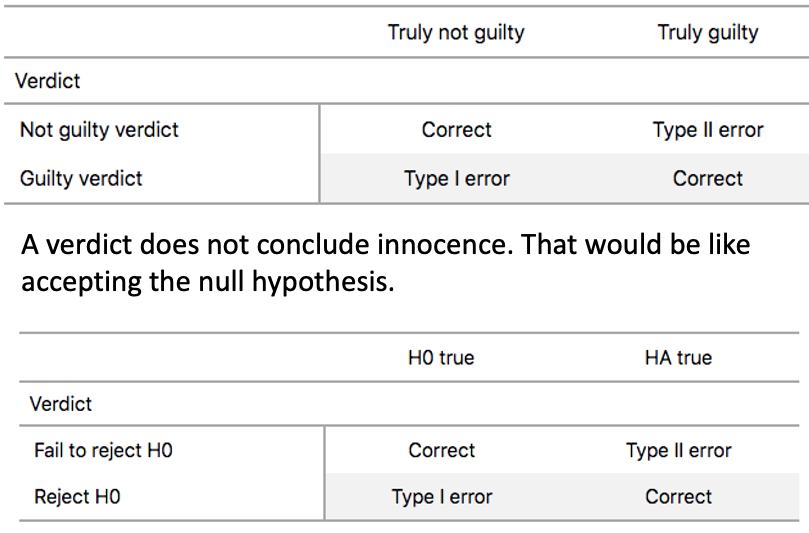 Truly not guilty Truly guilty
Verdict
Not guilty verdict Correct Type II error
Guilty verdict Type I error Correct
A verdict does not conclude innocence. That would be like
accepting the null hypothesis.
H0 true HA true
Verdict
Fail to reject H0 Correct Type II error
Reject H0 Type I error Correct